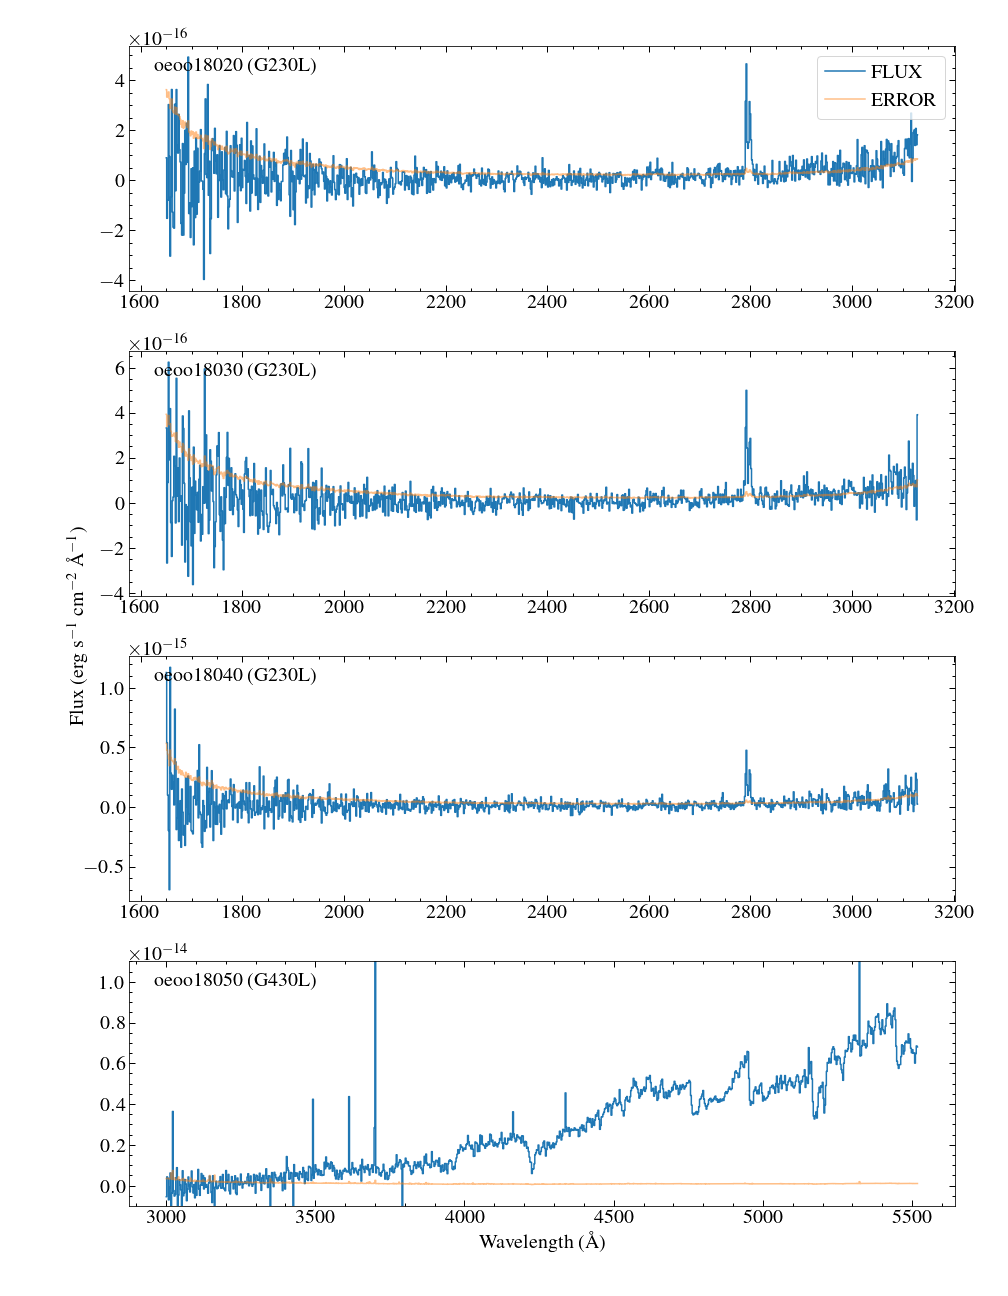 ×10⁻¹⁶
oeoo18020 (G230L)
FLUX
ERROR
4
2
0
−2
−4
1600 1800 2000 2200 2400 2600 2800 3000 3200
×10⁻¹⁶
oeoo18030 (G230L)
6
4
2
0
−2
−4
1600 1800 2000 2200 2400 2600 2800 3000 3200
Flux (erg s⁻¹ cm⁻² Å⁻¹)
×10⁻¹⁵
oeoo18040 (G230L)
1.0
0.5
0.0
−0.5
1600 1800 2000 2200 2400 2600 2800 3000 3200
×10⁻¹⁴
oeoo18050 (G430L)
1.0
0.8
0.6
0.4
0.2
0.0
3000 3500 4000 4500 5000 5500
Wavelength (Å)